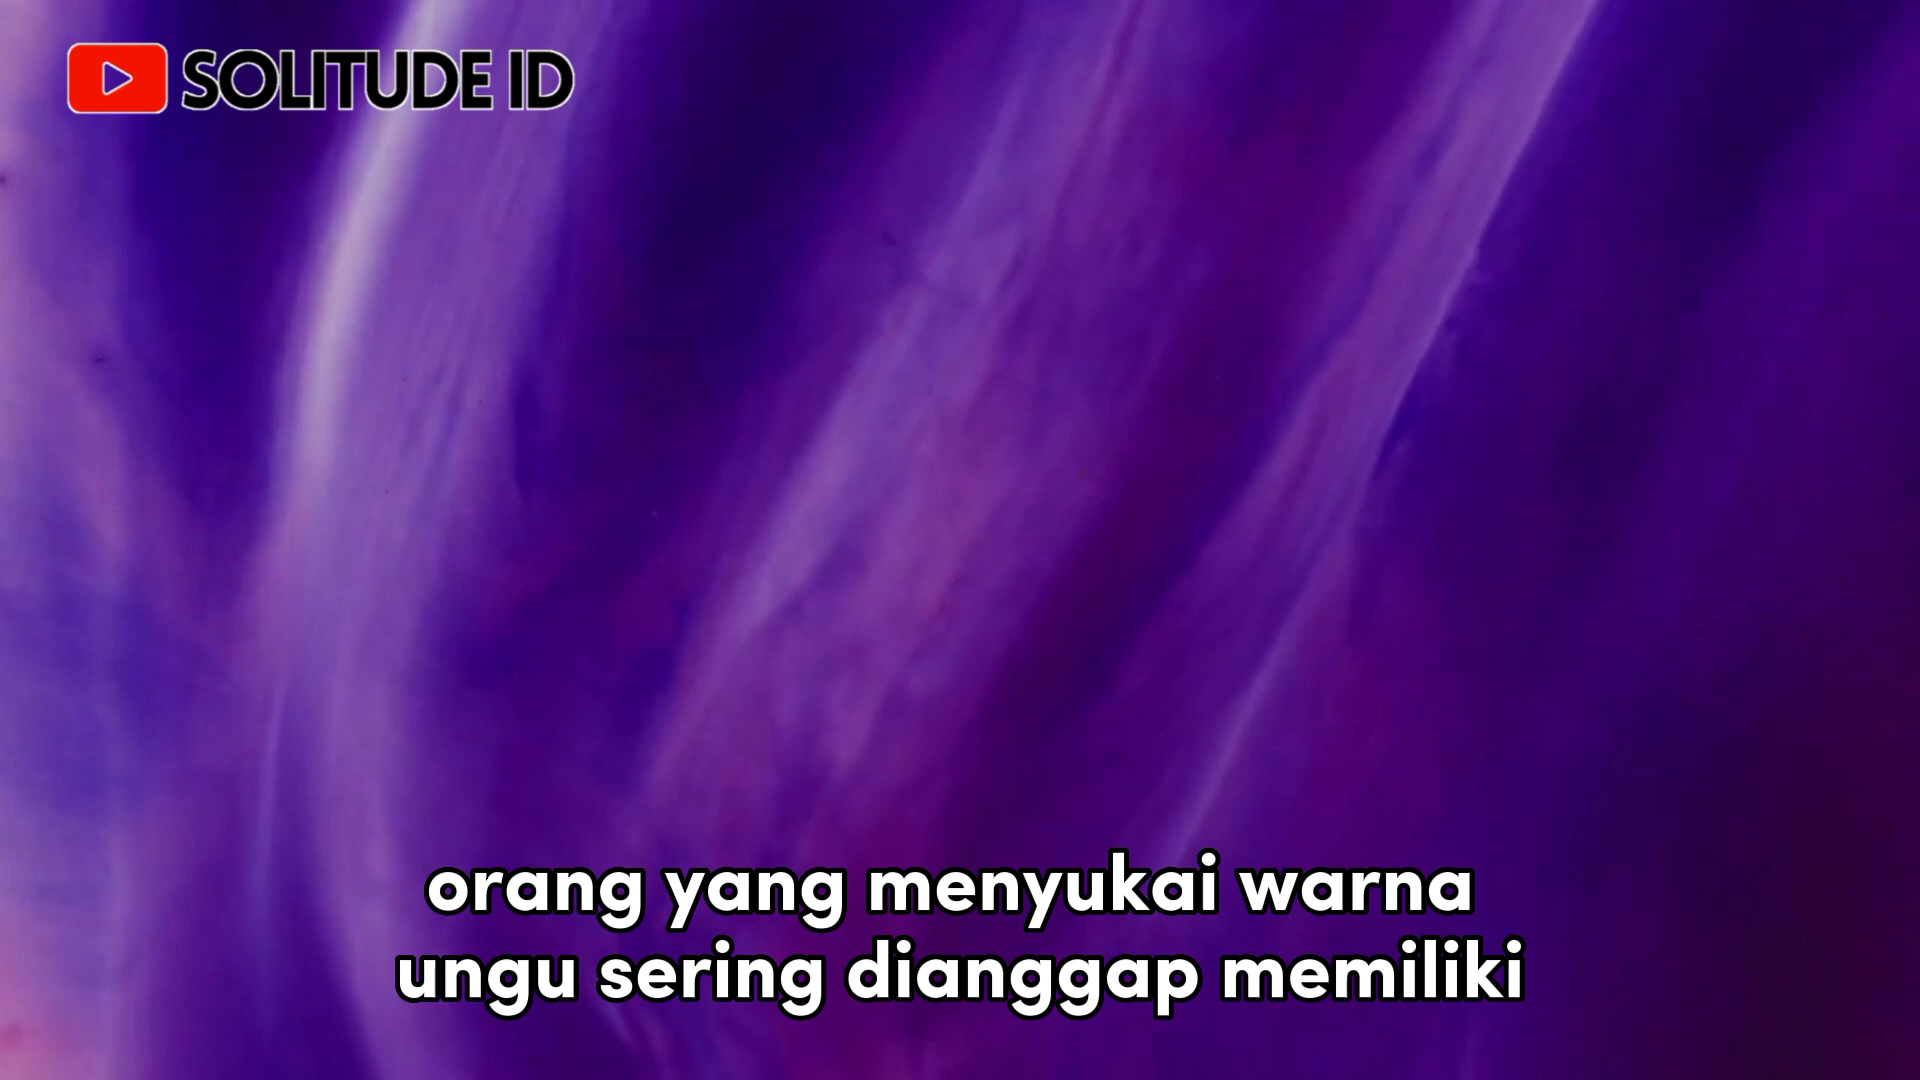 SOLITUDE ID
orang yang menyukai warna
ungu sering dianggap memiliki